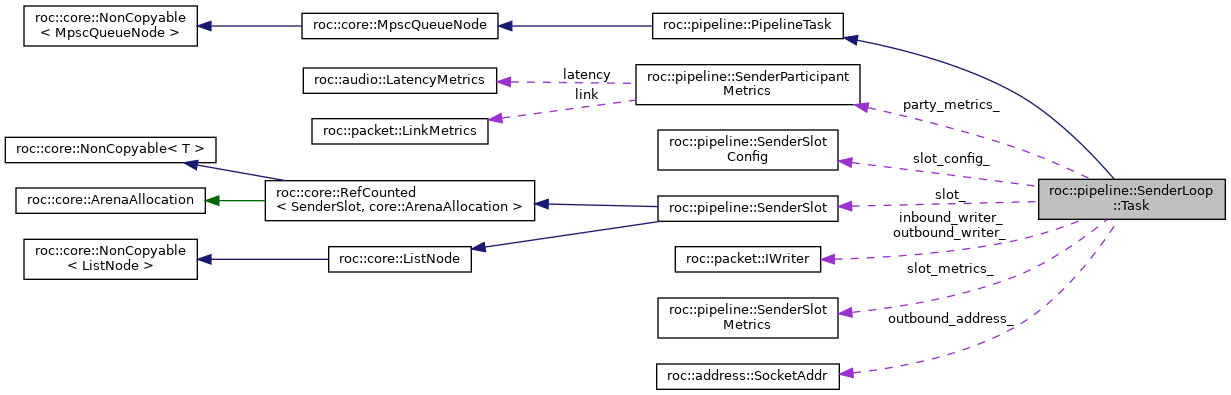 roc::core::NonCopyable
< MpscQueueNode >
roc::core::MpscQueueNode
roc::pipeline::PipelineTask
roc::audio::LatencyMetrics
latency
link
roc::pipeline::SenderParticipant
Metrics
party_metrics_
roc::packet::LinkMetrics
roc::core::NonCopyable< T >
roc::pipeline::SenderSlot
Config
slot_config_
roc::core::ArenaAllocation
roc::core::RefCounted
< SenderSlot, core::ArenaAllocation >
roc::pipeline::SenderSlot
slot_
roc::pipeline::SenderLoop
::Task
inbound_writer_
outbound_writer_
roc::core::NonCopyable
< ListNode >
roc::core::ListNode
roc::packet::IWriter
slot_metrics_
roc::pipeline::SenderSlot
Metrics
outbound_address_
roc::address::SocketAddr